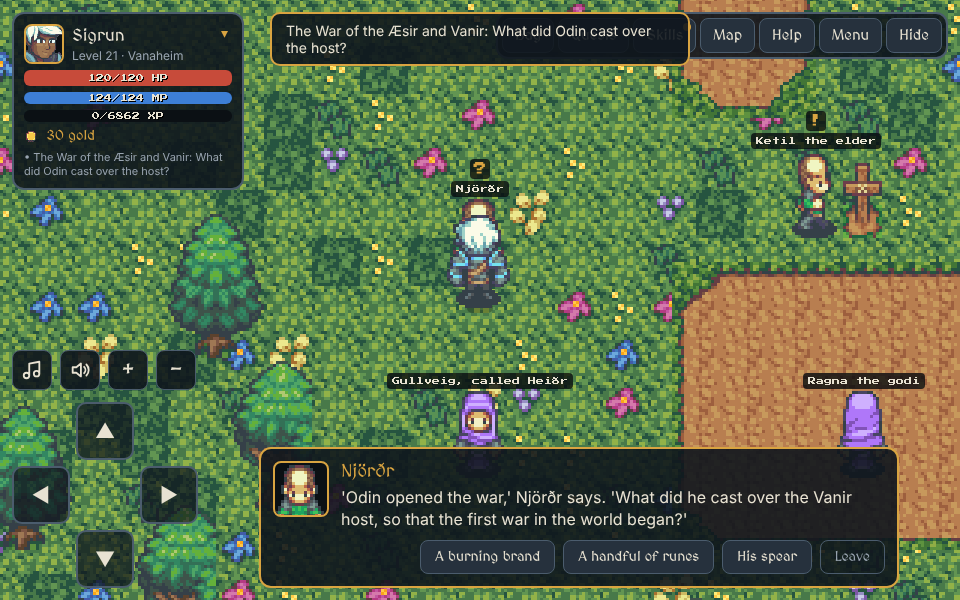 Sigrun
Level 21 · Vanaheim
120/120 HP
124/124 MP
0/6862 XP
30 gold
• The War of the Æsir and Vanir: What
did Odin cast over the host?
The War of the Æsir and Vanir: What did Odin cast over
the host?
Skills
Map
Help
Menu
Hide
!
Ketil the elder
?
Njörðr
Gullveig, called Heiðr
Ragna the godi
Njörðr
'Odin opened the war,' Njörðr says. 'What did he cast over the Vanir
host, so that the first war in the world began?'
A burning brand
A handful of runes
His spear
Leave